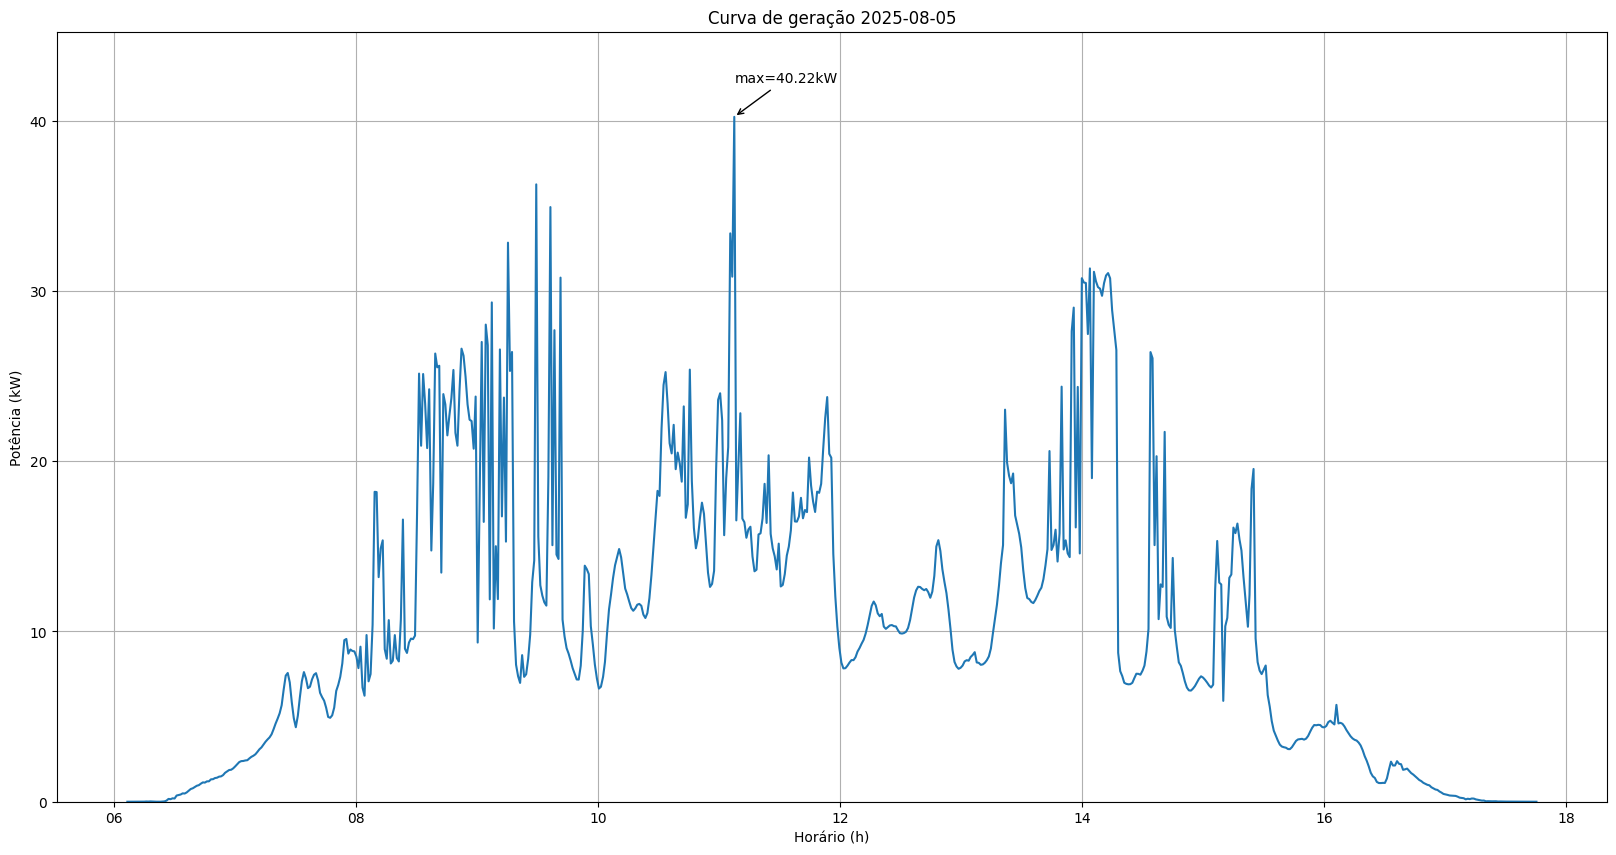 Curva de geração 2025-08-05
max=40.22kW
40
30
20
10
0
Potência (kW)
06 08 10 12 14 16 18
Horário (h)